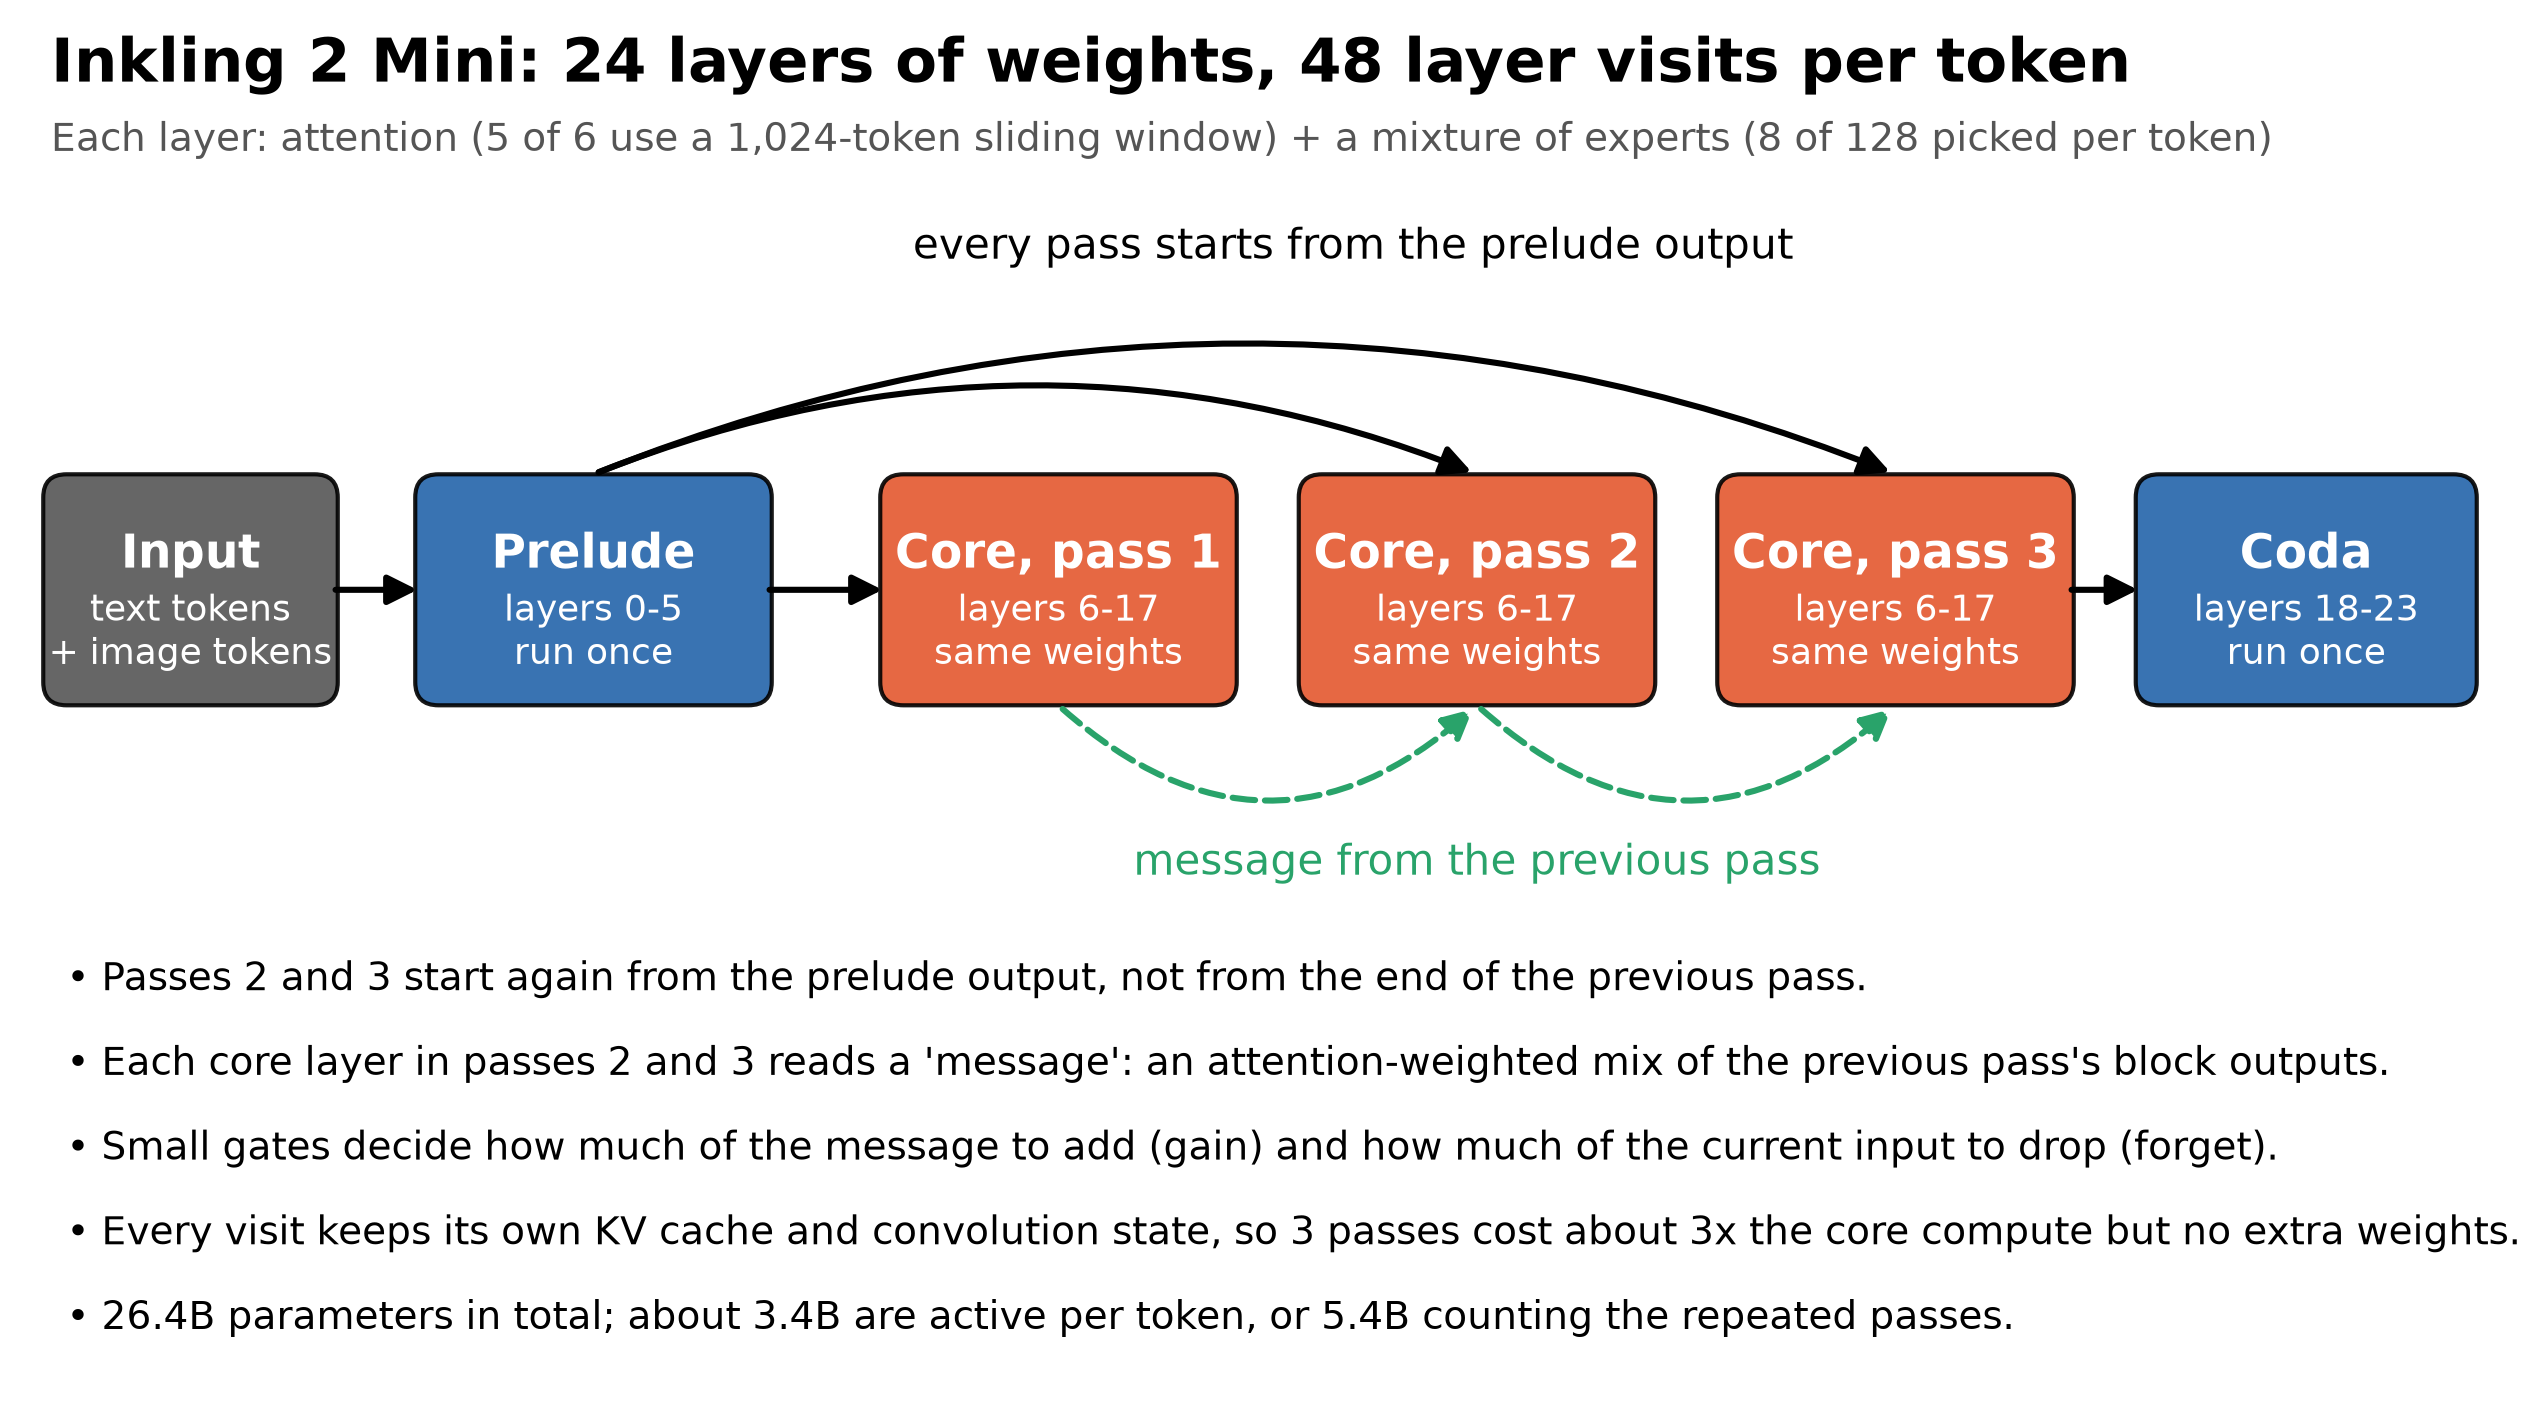 Inkling 2 Mini: 24 layers of weights, 48 layer visits per token
Each layer: attention (5 of 6 use a 1,024-token sliding window) + a mixture of experts (8 of 128 picked per token)
every pass starts from the prelude output
Input
text tokens
+ image tokens
Prelude
layers 0-5
run once
Core, pass 1
layers 6-17
same weights
Core, pass 2
layers 6-17
same weights
Core, pass 3
layers 6-17
same weights
Coda
layers 18-23
run once
message from the previous pass
• Passes 2 and 3 start again from the prelude output, not from the end of the previous pass.
• Each core layer in passes 2 and 3 reads a 'message': an attention-weighted mix of the previous pass's block outputs.
• Small gates decide how much of the message to add (gain) and how much of the current input to drop (forget).
• Every visit keeps its own KV cache and convolution state, so 3 passes cost about 3x the core compute but no extra weights.
• 26.4B parameters in total; about 3.4B are active per token, or 5.4B counting the repeated passes.